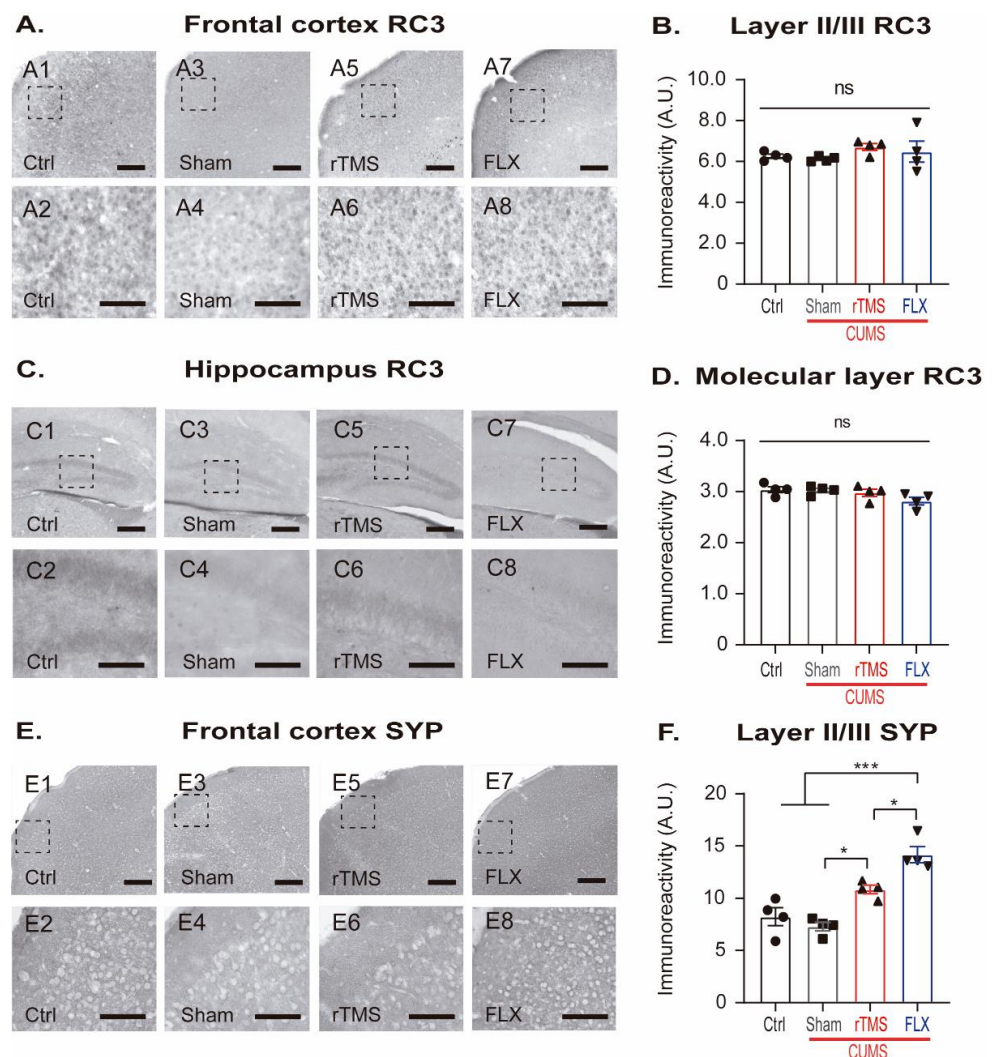 A. Frontal cortex RC3
A1 A3 A5 A7
Ctrl Sham rTMS FLX
A2 A4 A6 A8
Ctrl Sham rTMS FLX
B. Layer II/III RC3
Immunoreactivity (A.U.)
10.0
8.0
6.0
4.0
2.0
0
ns
Ctrl Sham rTMS FLX
CUMS
C. Hippocampus RC3
C1 C3 C5 C7
Ctrl Sham rTMS FLX
C2 C4 C6 C8
Ctrl Sham rTMS FLX
D. Molecular layer RC3
Immunoreactivity (A.U.)
4.0
3.0
2.0
1.0
0
ns
Ctrl Sham rTMS FLX
CUMS
E. Frontal cortex SYP
E1 E3 E5 E7
Ctrl Sham rTMS FLX
E2 E4 E6 E8
Ctrl Sham rTMS FLX
F. Layer II/III SYP
Immunoreactivity (A.U.)
20
15
10
5
0
***
*
*
Ctrl Sham rTMS FLX
CUMS